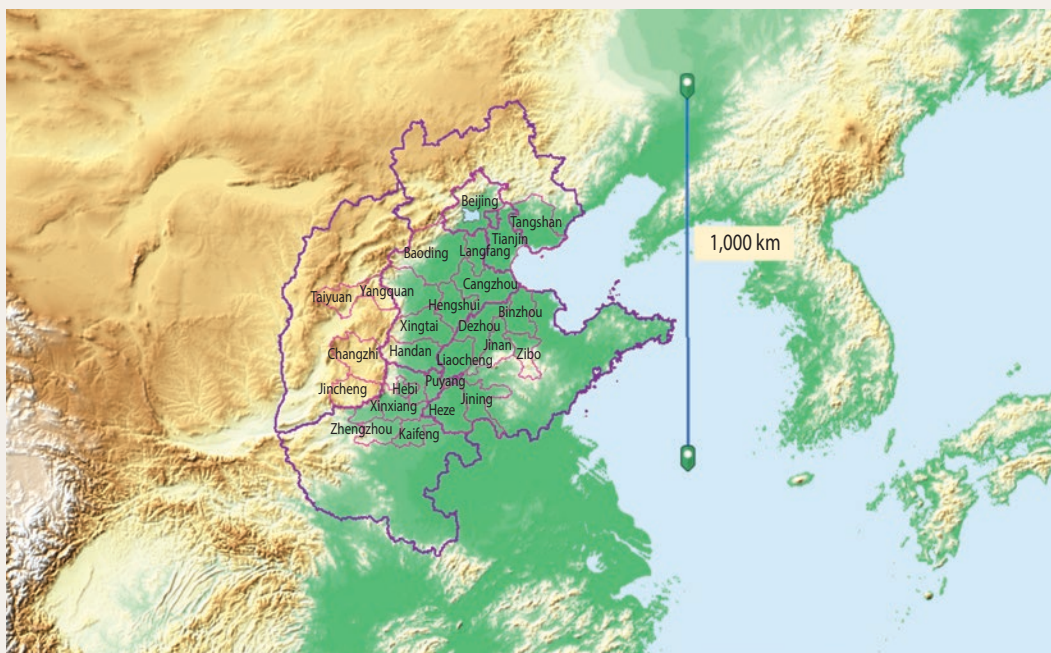 Beijing
Tangshan
Tianjin
Baoding
Langfang
1,000 km
Cangzhou
Yangquan
Taiyuan
Hengshui
Binzhou
Xingtai
Dezhou
Jinan
Changzhi
Handan
Zibo
Liaocheng
Puyang
Jincheng
Hebi
Jining
Xinxiang
Heze
Zhengzhou
Kaifeng